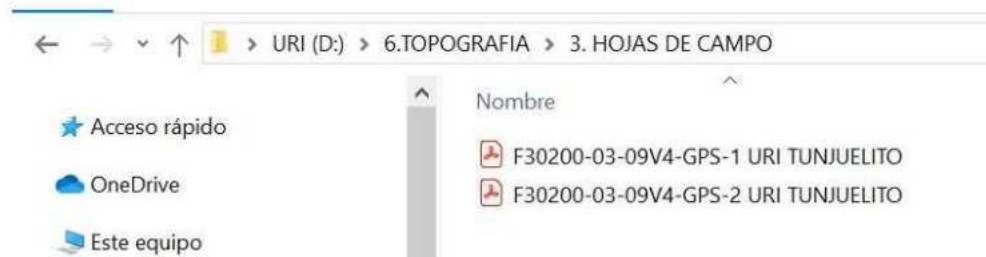 URI (D:) > 6.TOPOGRAFIA > 3. HOJAS DE CAMPO
Acceso rápido
OneDrive
Este equipo
Nombre
F30200-03-09V4-GPS-1 URI TUNJUELITO
F30200-03-09V4-GPS-2 URI TUNJUELITO